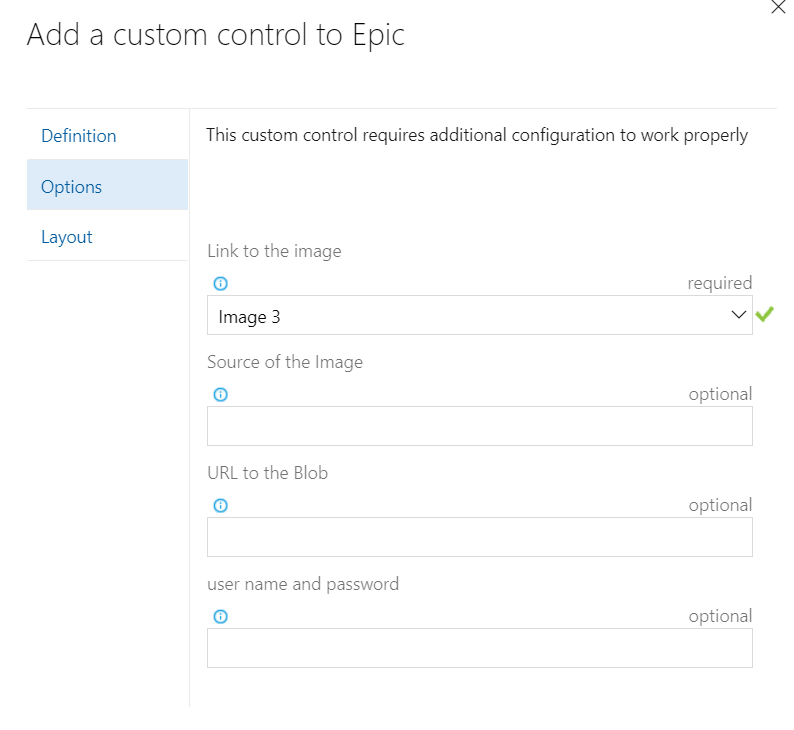 Add a custom control to Epic
Definition
Options
Layout
This custom control requires additional configuration to work properly
Link to the image
required
Image 3
Source of the Image
optional
URL to the Blob
optional
user name and password
optional